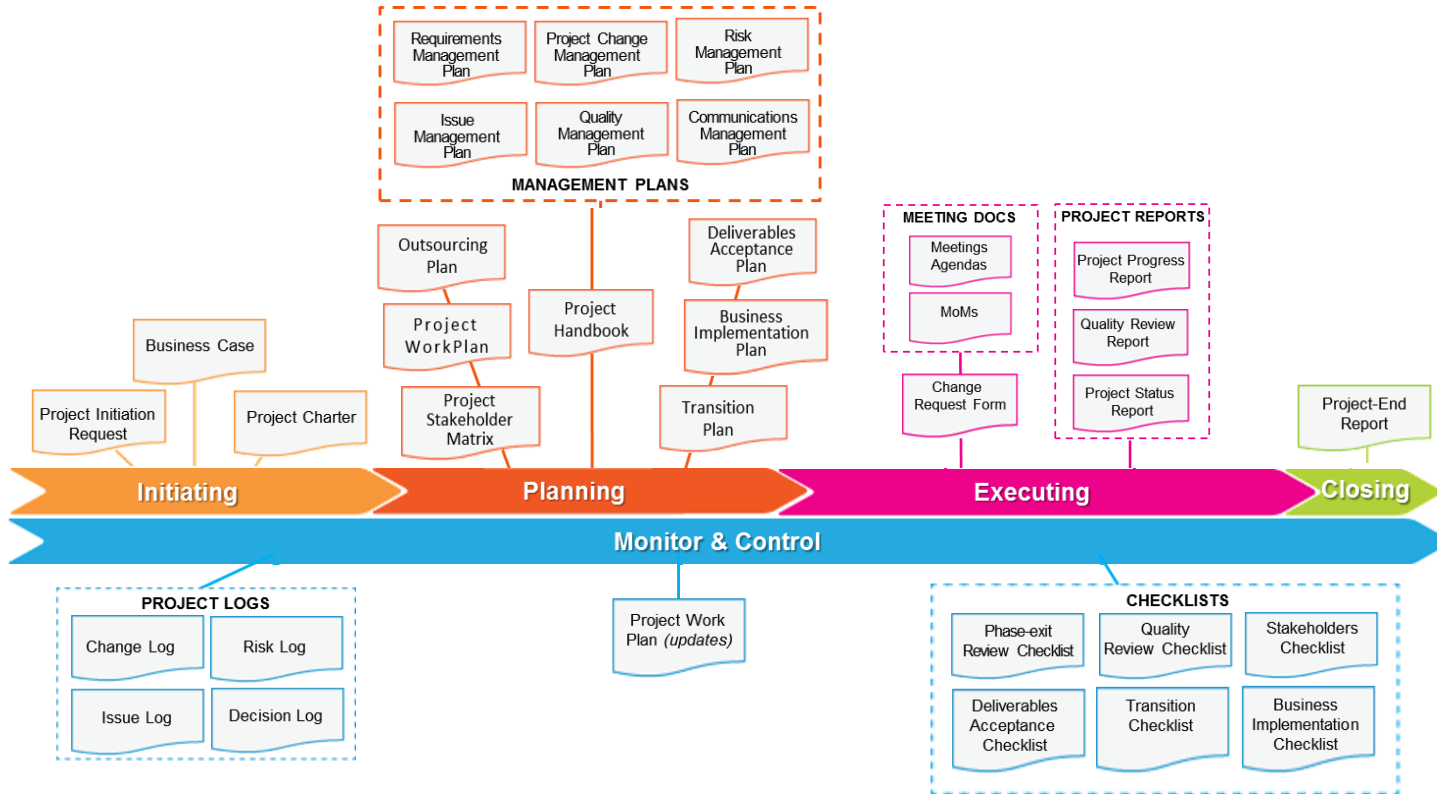 Requirements
Management
Plan
Project Change
Management
Plan
Risk
Management
Plan
Issue
Management
Plan
Quality
Management
Plan
Communications
Management
Plan
MANAGEMENT PLANS
Outsourcing
Plan
Project
WorkPlan
Project
Stakeholder
Matrix
Project
Handbook
Deliverables
Acceptance
Plan
Business
Implementation
Plan
Transition
Plan
MEETING DOCS
Meetings
Agendas
MoMs
Change
Request Form
PROJECT REPORTS
Project Progress
Report
Quality Review
Report
Project Status
Report
Business Case
Project Initiation
Request
Project Charter
Project-End
Report
Initiating
Planning
Executing
Closing
Monitor & Control
PROJECT LOGS
Change Log
Risk Log
Issue Log
Decision Log
Project Work
Plan (updates)
CHECKLISTS
Phase-exit
Review Checklist
Quality
Review Checklist
Stakeholders
Checklist
Deliverables
Acceptance
Checklist
Transition
Checklist
Business
Implementation
Checklist